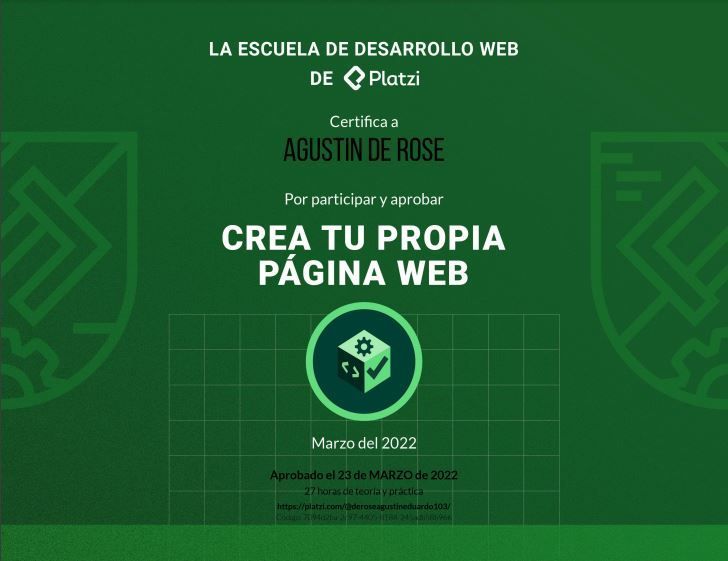 LA ESCUELA DE DESARROLLO WEB
DE Platzi
Certifica a
AGUSTIN DE ROSE
Por participar y aprobar
CREA TU PROPIA
PÁGINA WEB
Marzo del 2022
Aprobado el 23 de MARZO de 2022
27 horas de teoría y práctica
https://platzi.com/@deroseagustineduardo103/
Código: